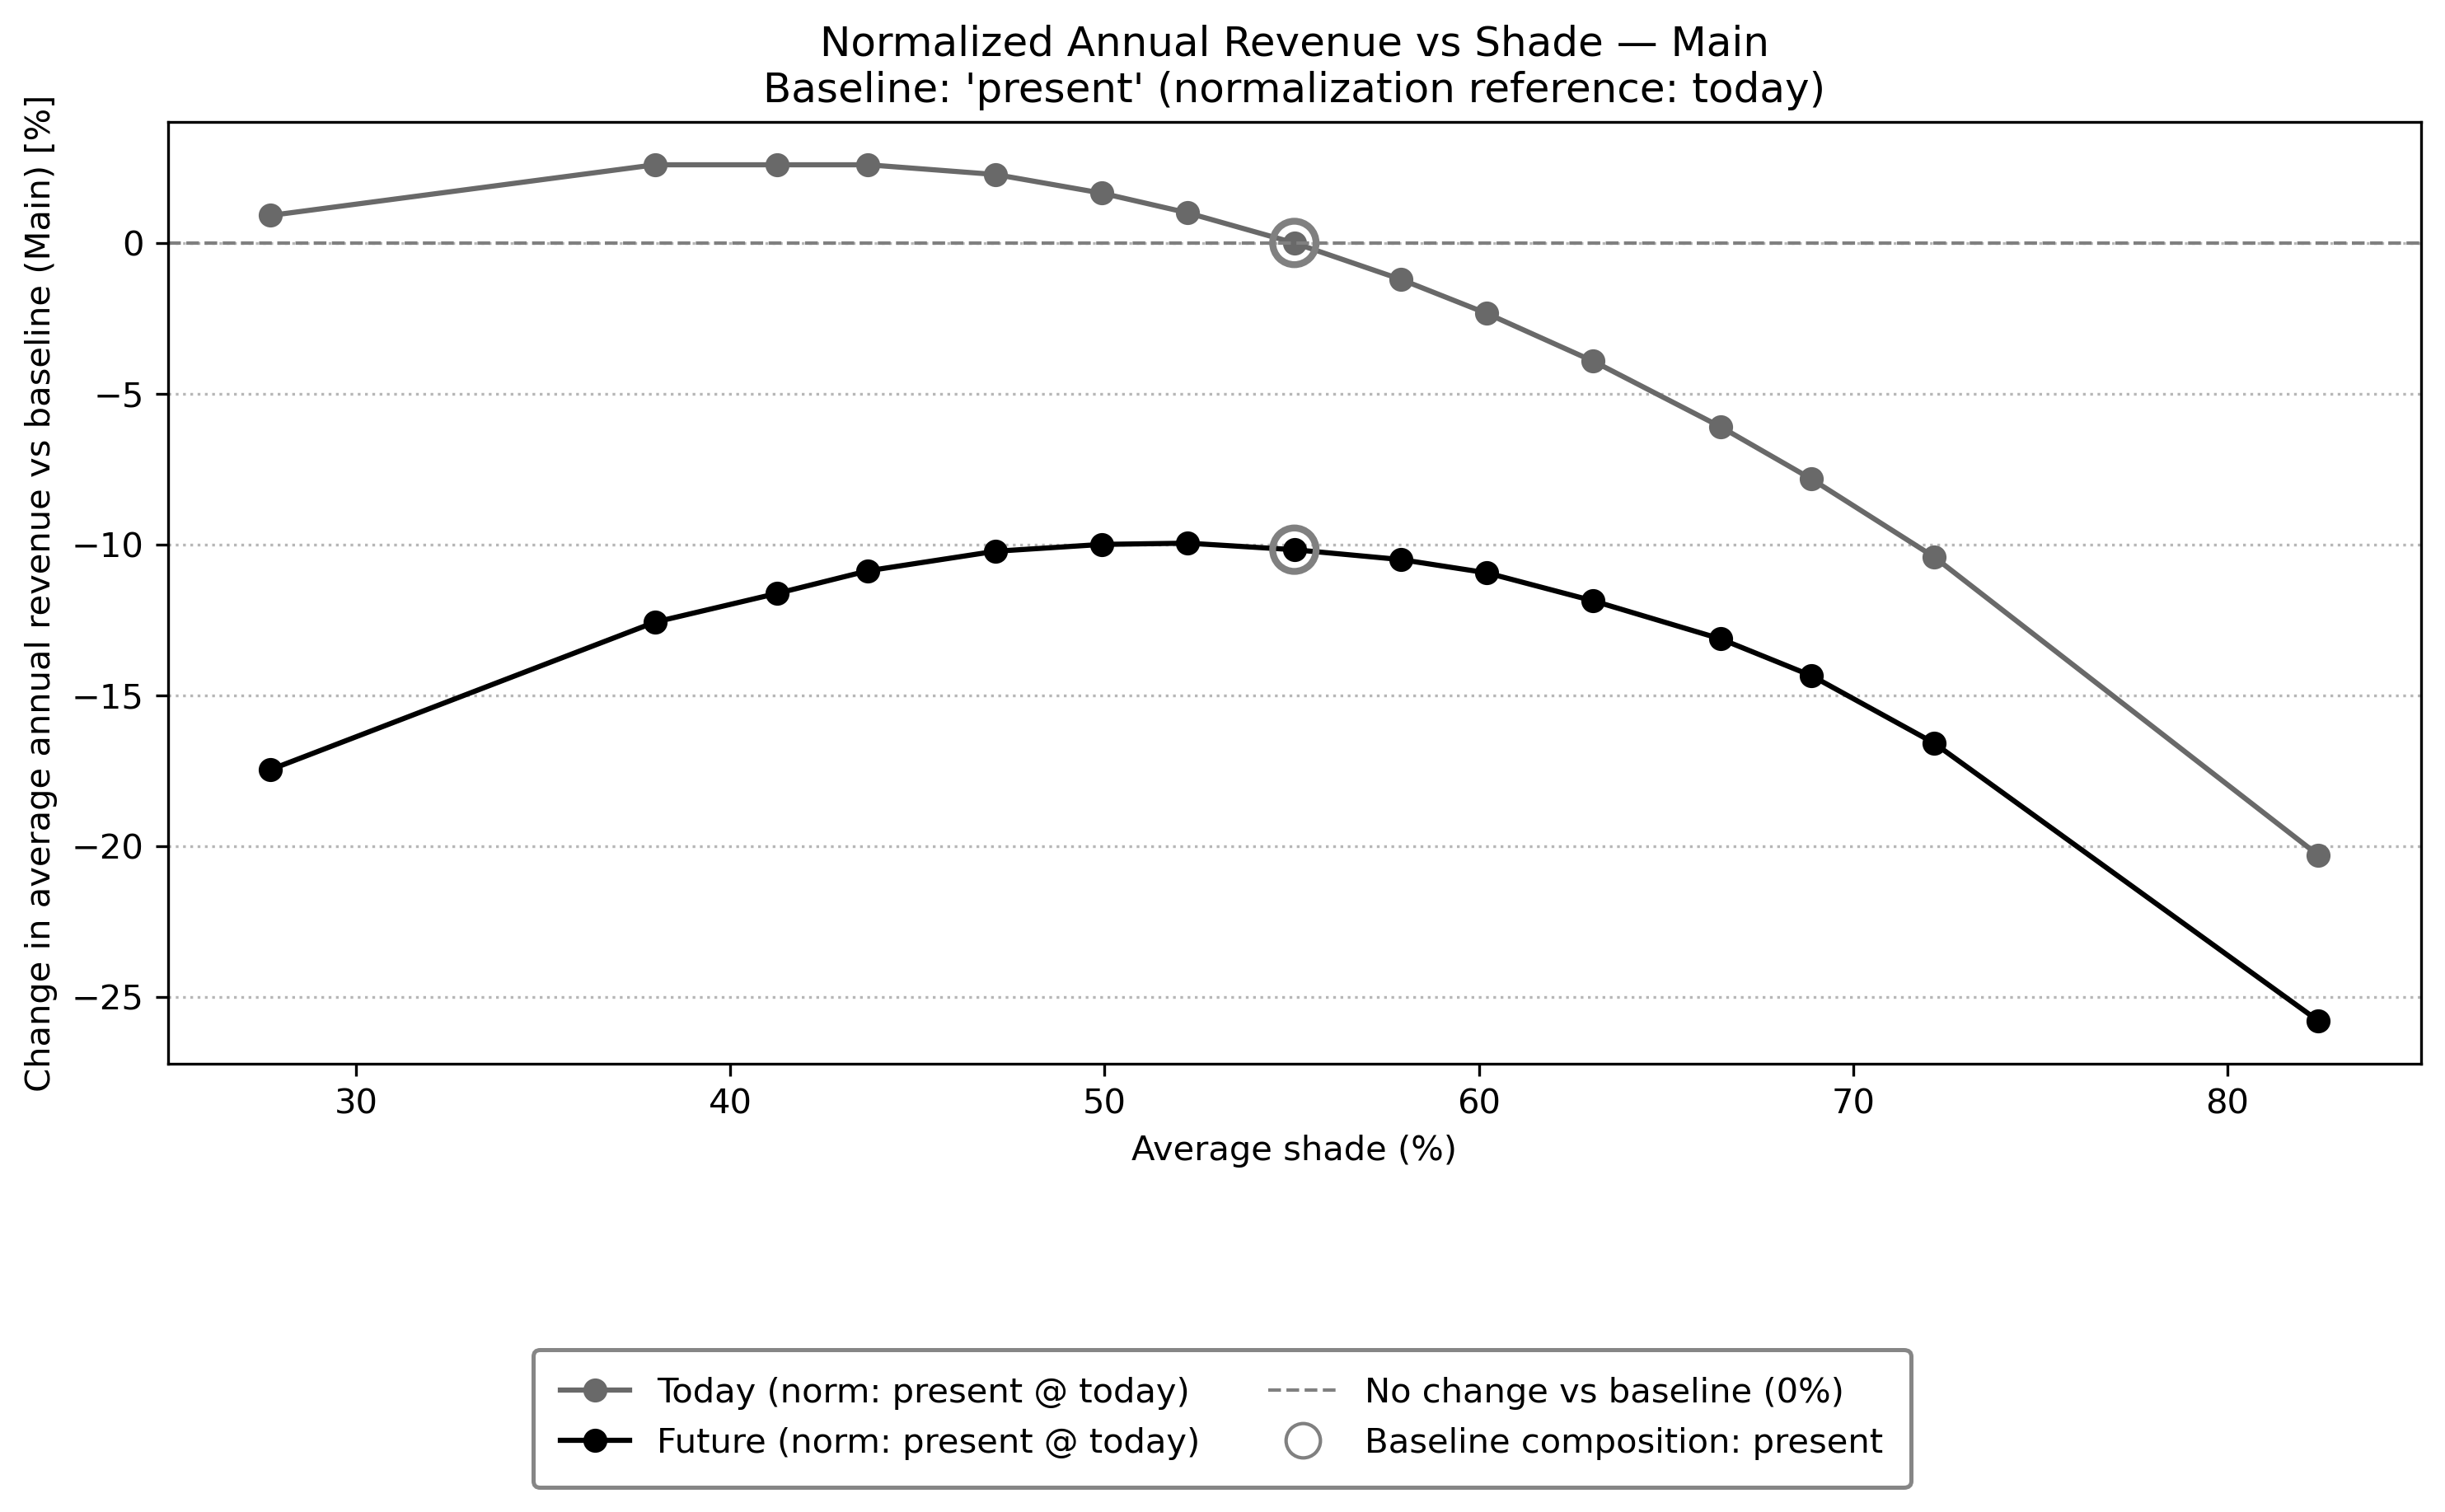 Normalized Annual Revenue vs Shade — Main
Baseline: 'present' (normalization reference: today)
Change in average annual revenue vs baseline (Main) [%]
0
−5
−10
−15
−20
−25
30
40
50
60
70
80
Average shade (%)
Today (norm: present @ today)
Future (norm: present @ today)
No change vs baseline (0%)
Baseline composition: present